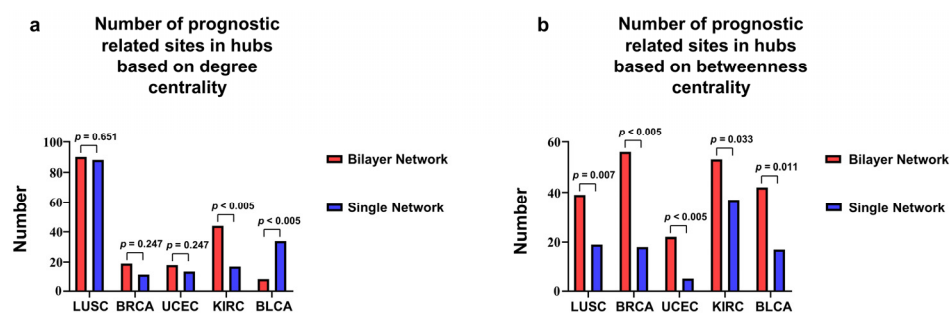 a
Number of prognostic
related sites in hubs
based on degree
centrality
Number
100
80
60
40
20
0
p = 0.651
p = 0.247
p = 0.247
p < 0.005
p < 0.005
LUSC BRCA UCEC KIRC BLCA
Bilayer Network
Single Network
b
Number of prognostic
related sites in hubs
based on betweenness
centrality
Number
60
40
20
0
p = 0.007
p < 0.005
p < 0.005
p = 0.033
p = 0.011
LUSC BRCA UCEC KIRC BLCA
Bilayer Network
Single Network